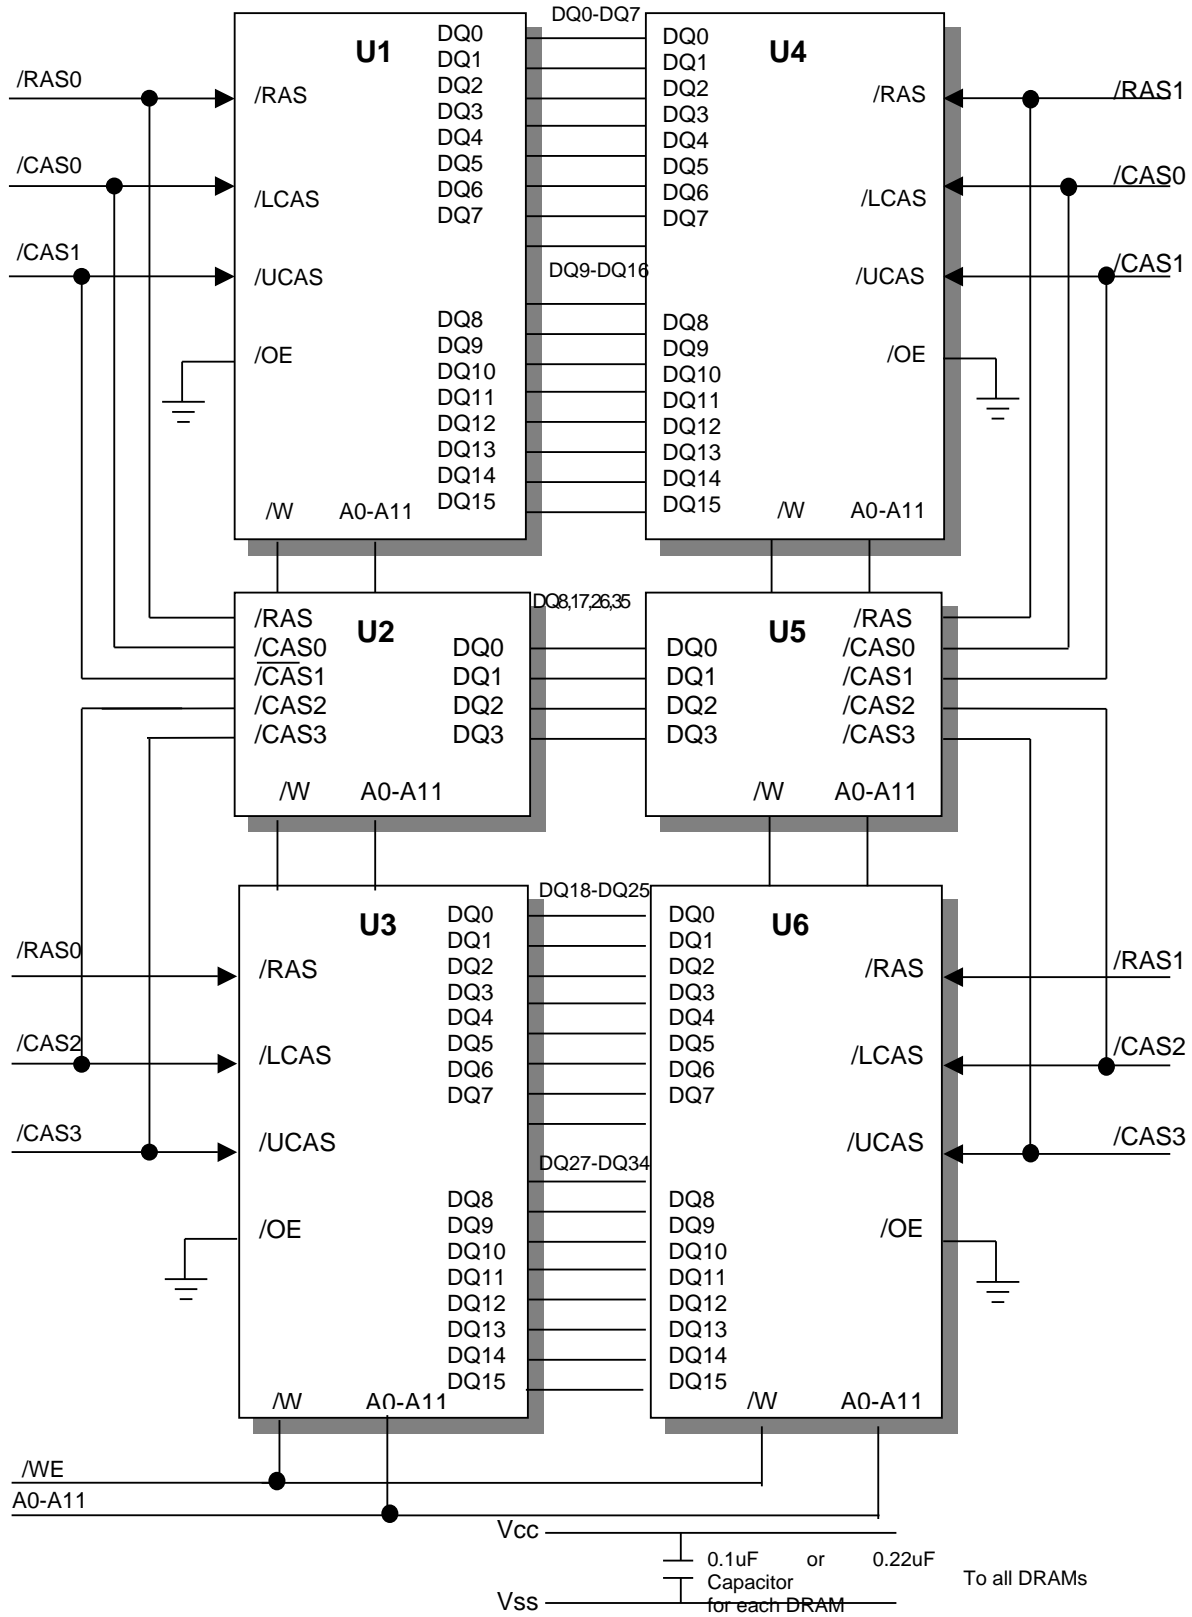 DQ0-DQ7
U1
DQ0
DQ1
DQ2
DQ3
DQ4
DQ5
DQ6
DQ7
/RAS0
/RAS
/CAS0
/LCAS
/CAS1
/UCAS
/OE
DQ8
DQ9
DQ10
DQ11
DQ12
DQ13
DQ14
DQ15
/W
A0-A11
DQ9-DQ16
U4
DQ0
DQ1
DQ2
DQ3
DQ4
DQ5
DQ6
DQ7
/RAS
/RAS1
/LCAS
/CAS0
/UCAS
/CAS1
/OE
DQ8
DQ9
DQ10
DQ11
DQ12
DQ13
DQ14
DQ15
/W
A0-A11
DQ8,17,26,35
U2
/RAS
/CAS0
/CAS1
/CAS2
/CAS3
DQ0
DQ1
DQ2
DQ3
/W
A0-A11
U5
DQ0
DQ1
DQ2
DQ3
/RAS
/CAS0
/CAS1
/CAS2
/CAS3
/W
A0-A11
DQ18-DQ25
U3
DQ0
DQ1
DQ2
DQ3
DQ4
DQ5
DQ6
DQ7
/RAS0
/RAS
/CAS2
/LCAS
/CAS3
/UCAS
/OE
DQ8
DQ9
DQ10
DQ11
DQ12
DQ13
DQ14
DQ15
/W
A0-A11
DQ27-DQ34
U6
DQ0
DQ1
DQ2
DQ3
DQ4
DQ5
DQ6
DQ7
/RAS
/RAS1
/LCAS
/CAS2
/UCAS
/CAS3
/OE
DQ8
DQ9
DQ10
DQ11
DQ12
DQ13
DQ14
DQ15
/W
A0-A11
/WE
A0-A11
Vcc
0.1uF or 0.22uF
Capacitor
for each DRAM
To all DRAMs
Vss